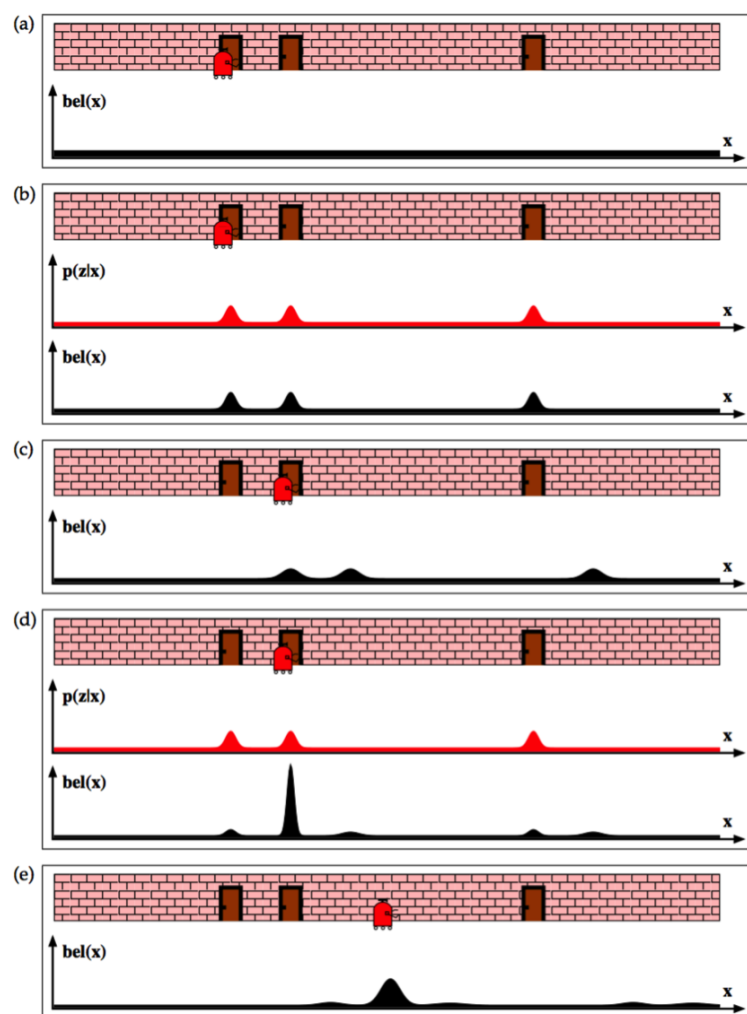 (a)
bel(x)
x
(b)
p(z|x)
x
bel(x)
x
(c)
bel(x)
x
(d)
p(z|x)
x
bel(x)
x
(e)
bel(x)
x